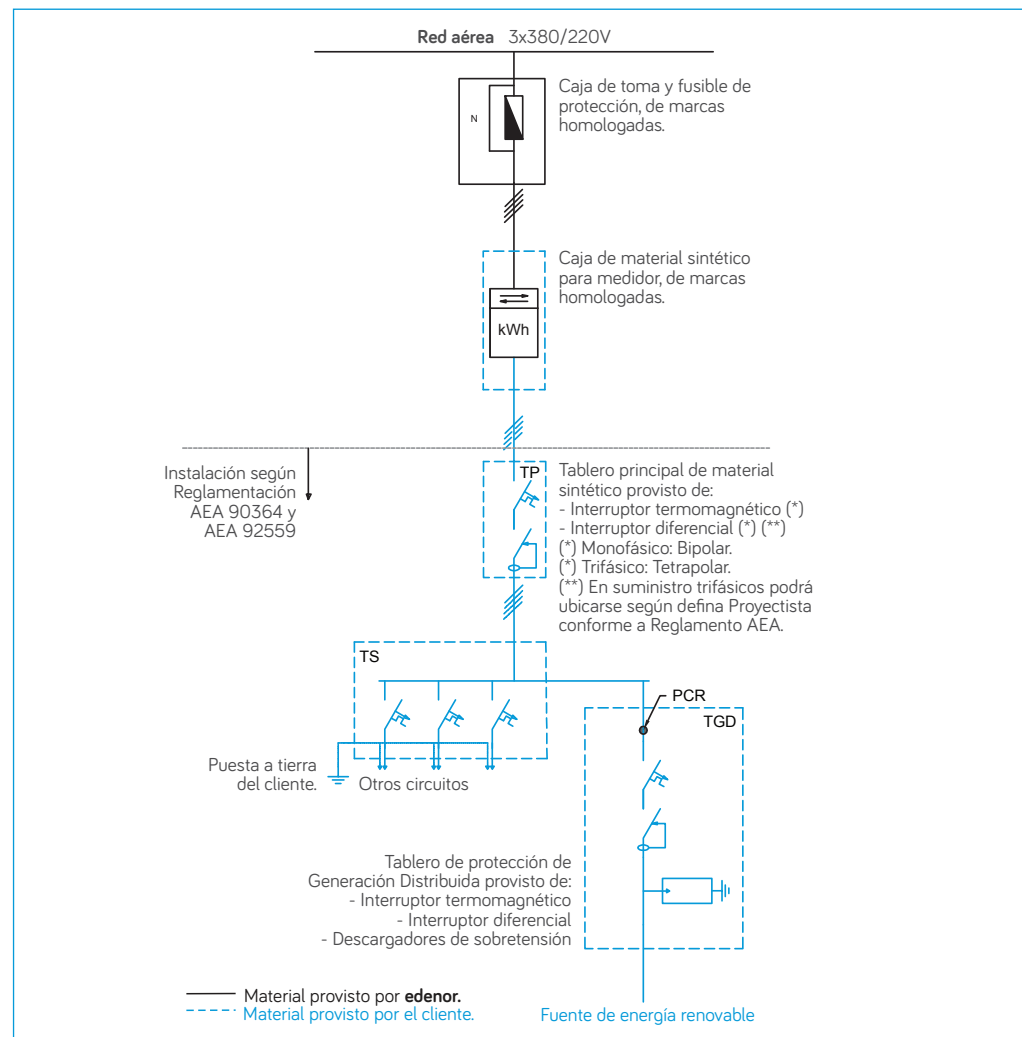 Red aérea 3x380/220V
Caja de toma y fusible de
protección, de marcas
homologadas.
N
Caja de material sintético
para medidor, de marcas
homologadas.
kWh
Instalación según
Reglamentación
AEA 90364 y
AEA 92559
TP
Tablero principal de material
sintético provisto de:
- Interruptor termomagnético (*)
- Interruptor diferencial (*) (**)
(*) Monofásico: Bipolar.
(*) Trifásico: Tetrapolar.
(**) En suministro trifásicos podrá
ubicarse según defina Proyectista
conforme a Reglamento AEA.
TS
PCR
TGD
Puesta a tierra
del cliente.
Otros circuitos
Tablero de protección de
Generación Distribuida provisto de:
- Interruptor termomagnético
- Interruptor diferencial
- Descargadores de sobretensión
Material provisto por edenor.
Material provisto por el cliente.
Fuente de energía renovable